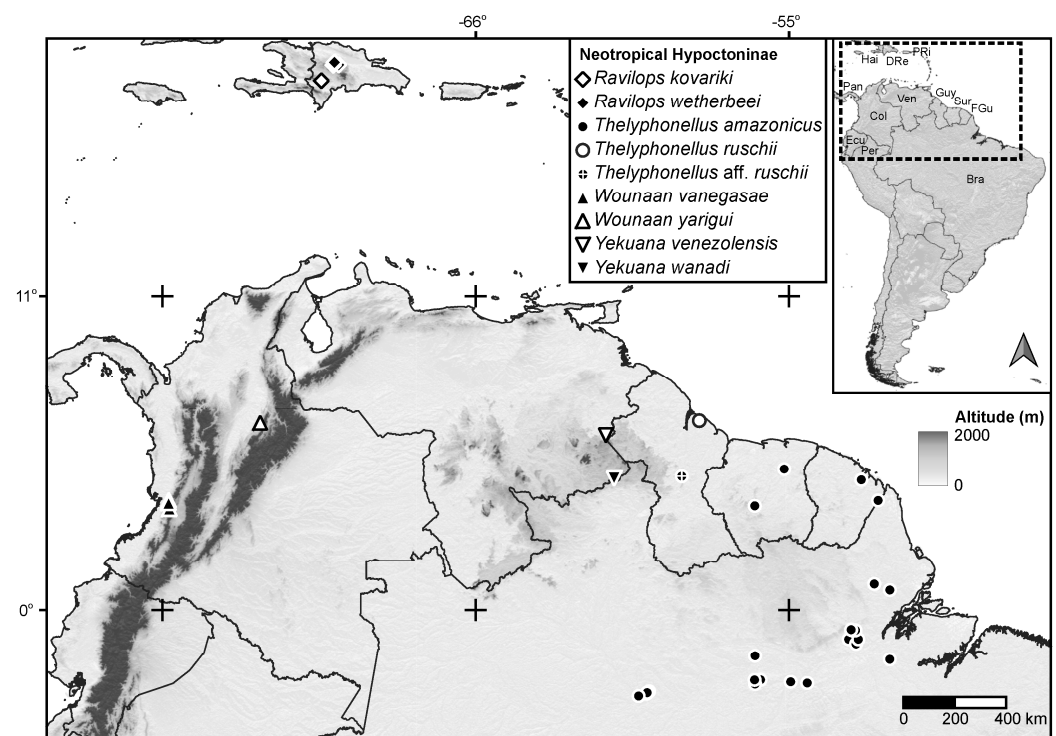 -66°
-55°
Neotropical Hypoctoninae
Ravilops kovariki
Ravilops wetherbeei
Thelyphonellus amazonicus
Thelyphonellus ruschii
Thelyphonellus aff. ruschii
Wounaan vanegasae
Wounaan yarigui
Yekuana venezolensis
Yekuana wanadi
Hai
DRe
PRi
Pan
Ven
Guy
Sur
FGu
Col
Ecu
Per
Bra
11°
Altitude (m)
2000
0
0°
0 200 400 km